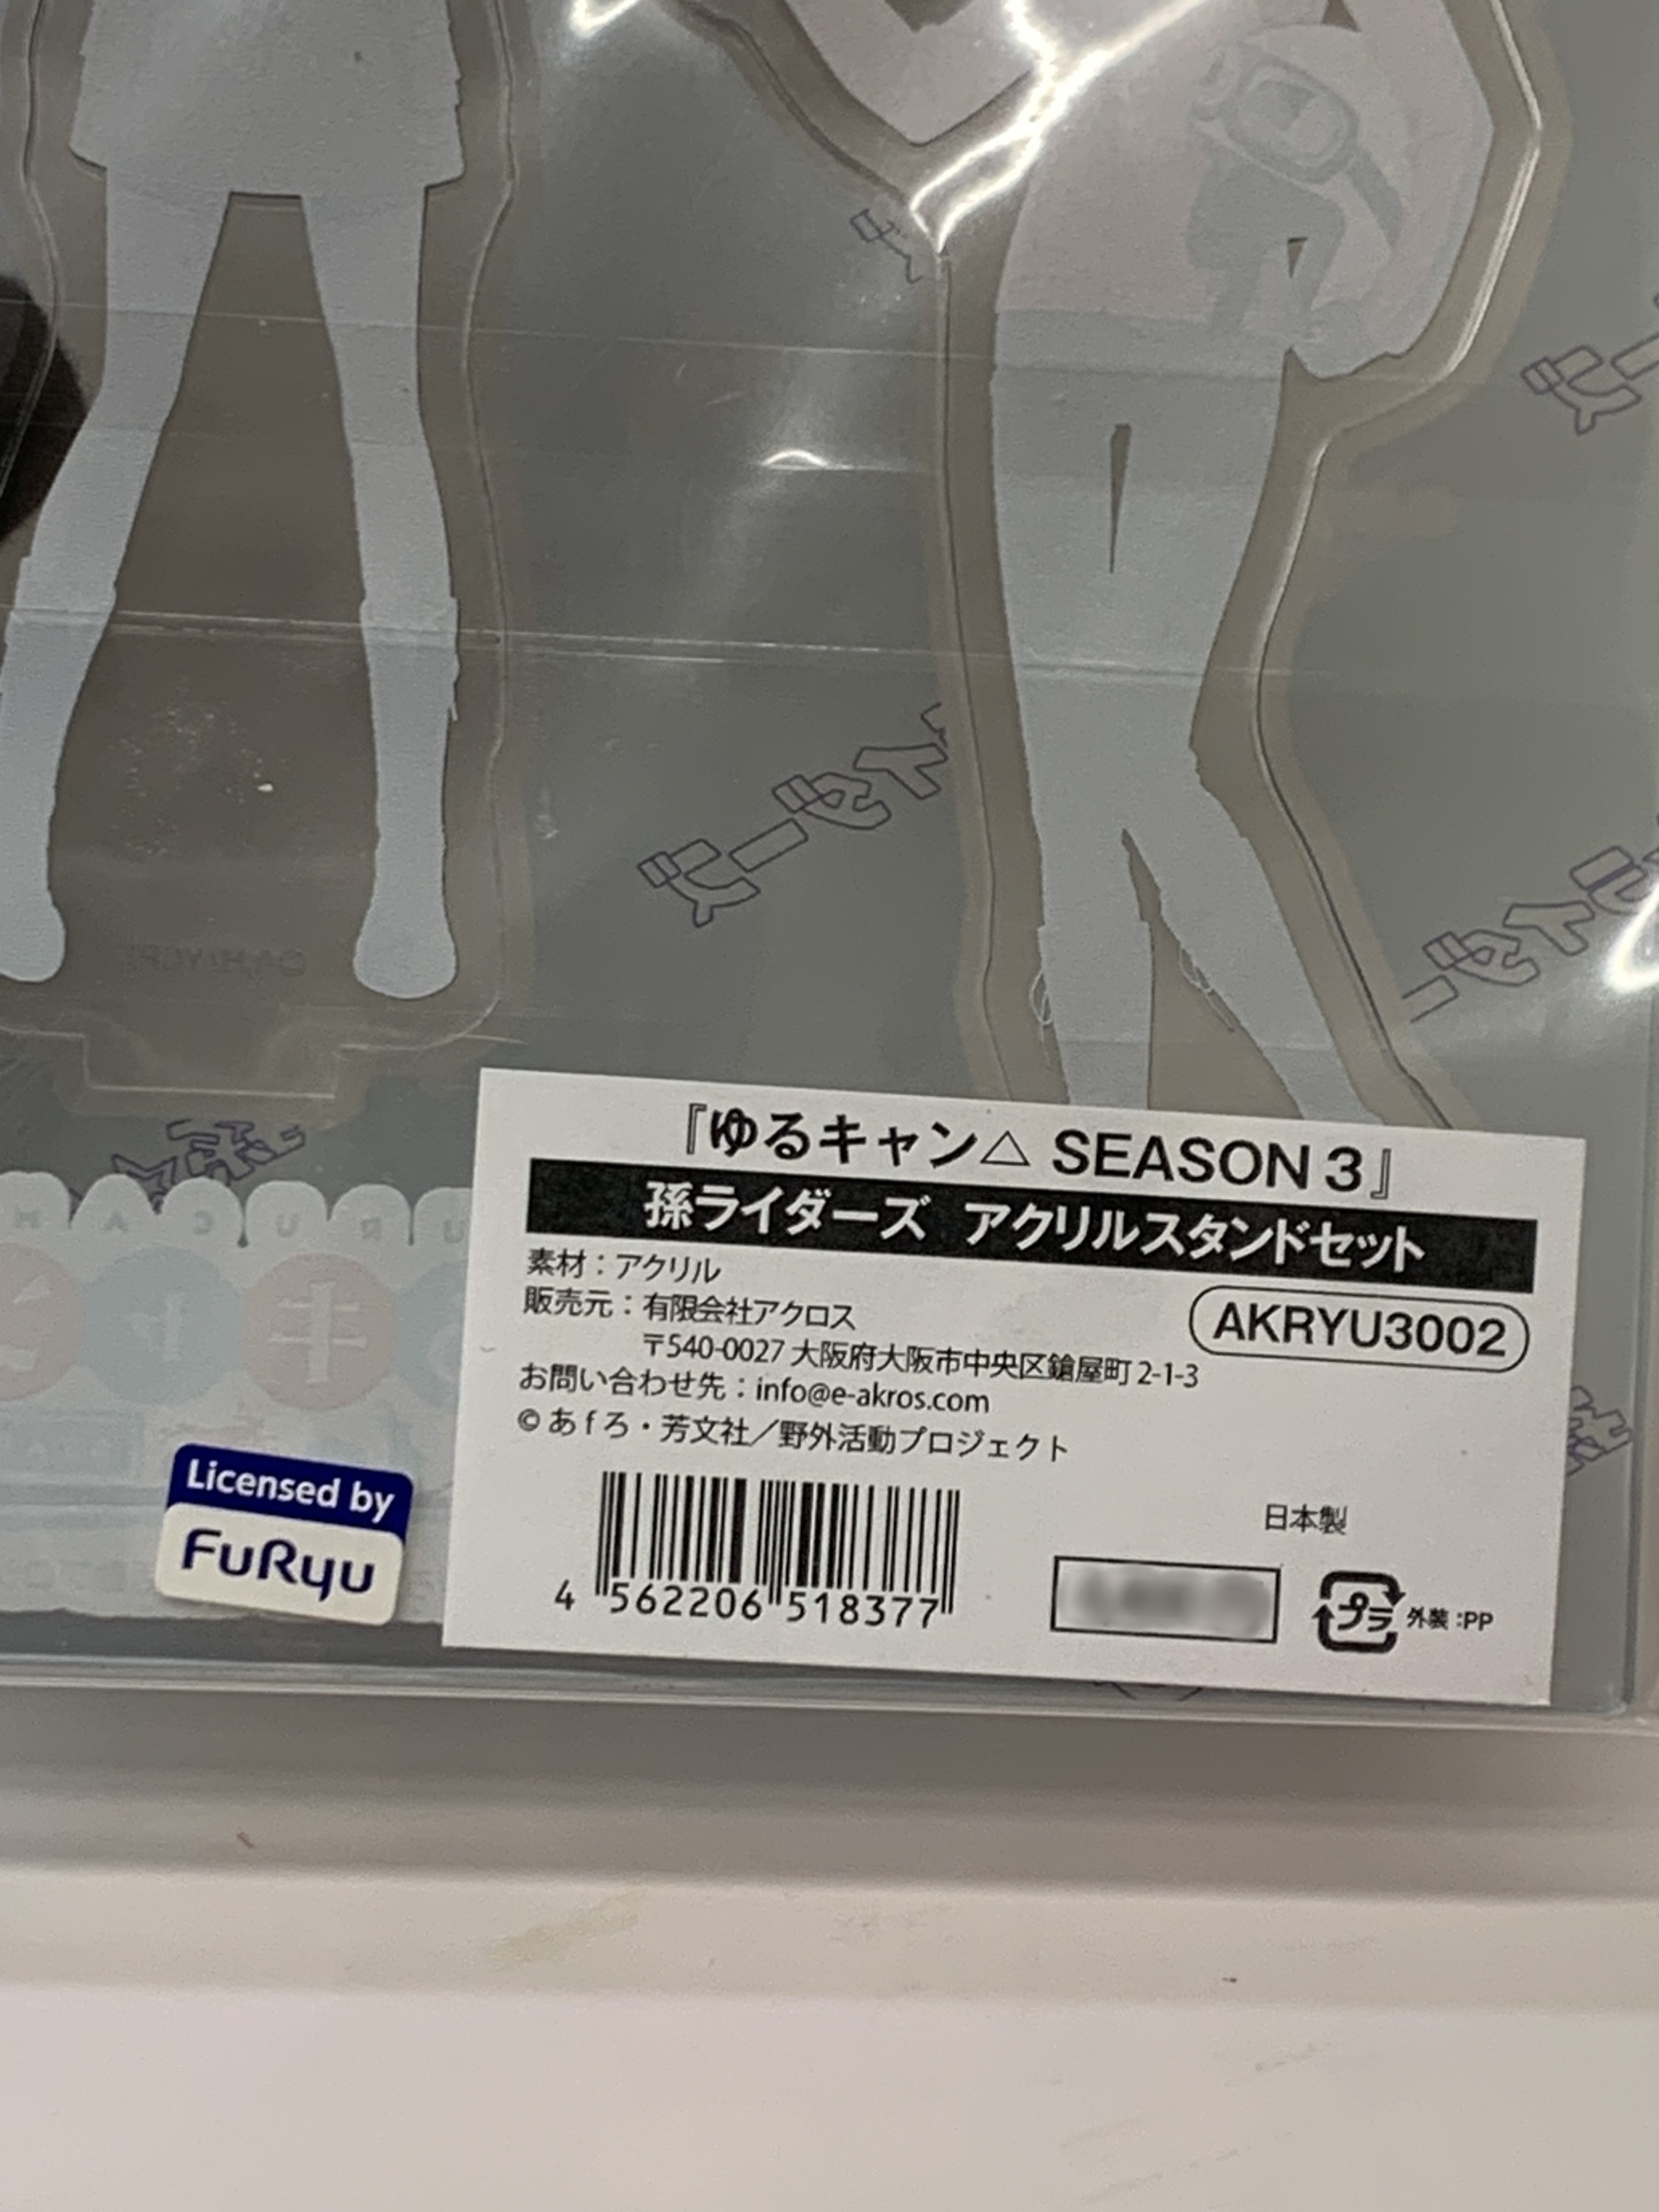 『ゆるキャン△ SEASON 3』
孫ライダーズ アクリルスタンドセット
素材：アクリル
販売元：有限会社アクロス
〒540-0027 大阪府大阪市中央区鎗屋町 2-1-3
AKRYU3002
お問い合わせ先：info@e-akros.com
© あfろ・芳文社／野外活動プロジェクト
Licensed by
FuRyu
4 562206 518377
日本製
プラ 外装：PP